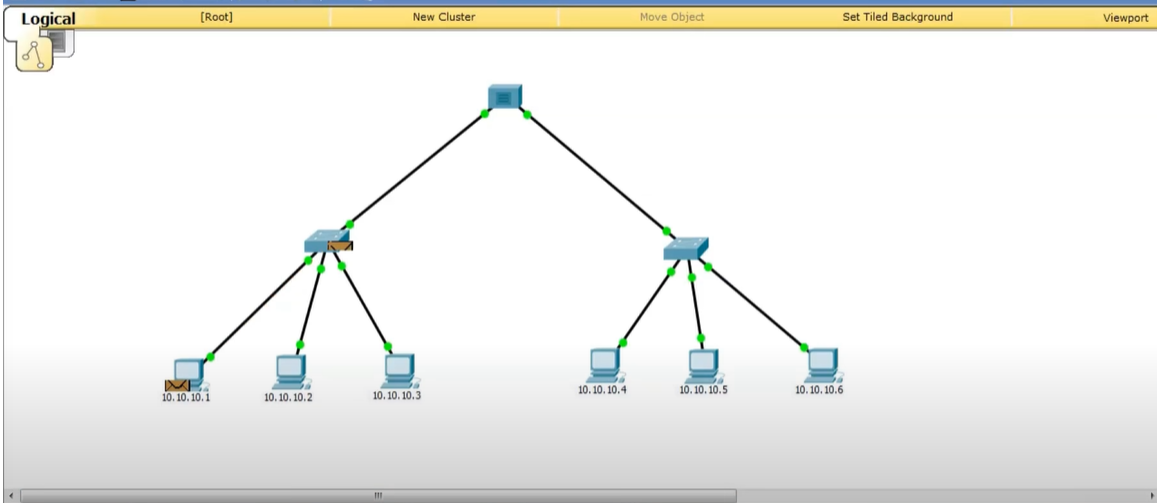 Logical
[Root]
New Cluster
Move Object
Set Tiled Background
Viewport
10.10.10.1
10.10.10.2
10.10.10.3
10.10.10.4
10.10.10.5
10.10.10.6